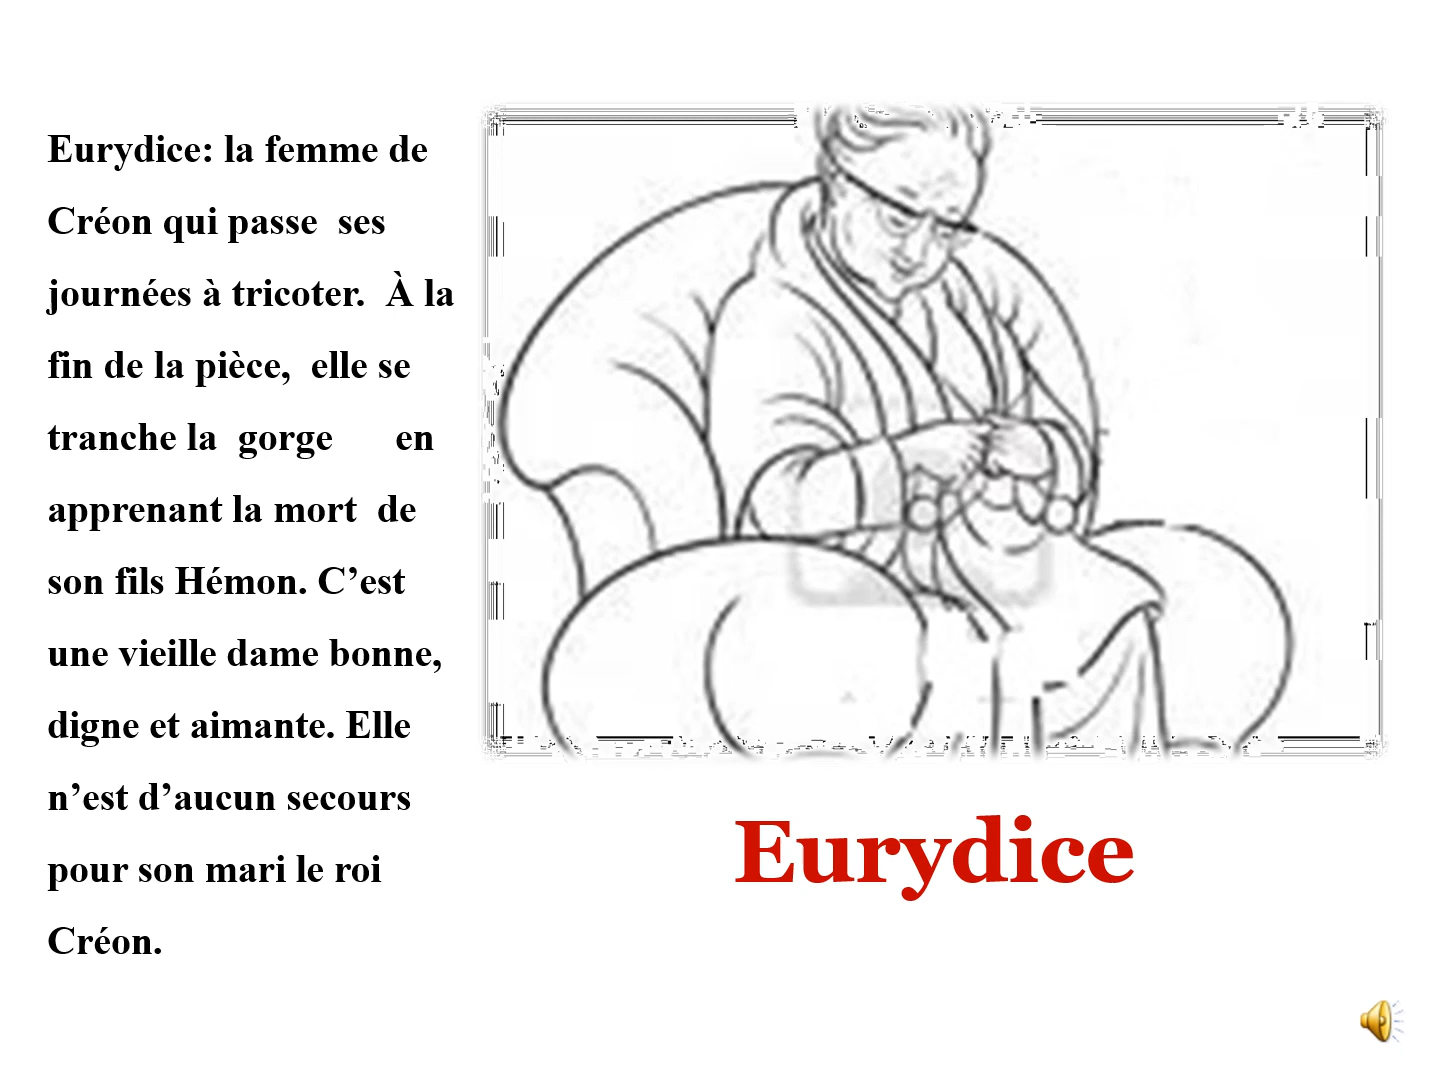 Eurydice: la femme de
Créon qui passe  ses
journées à tricoter.  À la
fin de la pièce,  elle se
tranche la  gorge      en
apprenant la mort  de
son fils Hémon. C’est
une vieille dame bonne,
digne et aimante. Elle
n’est d’aucun secours
pour son mari le roi
Créon.
Eurydice